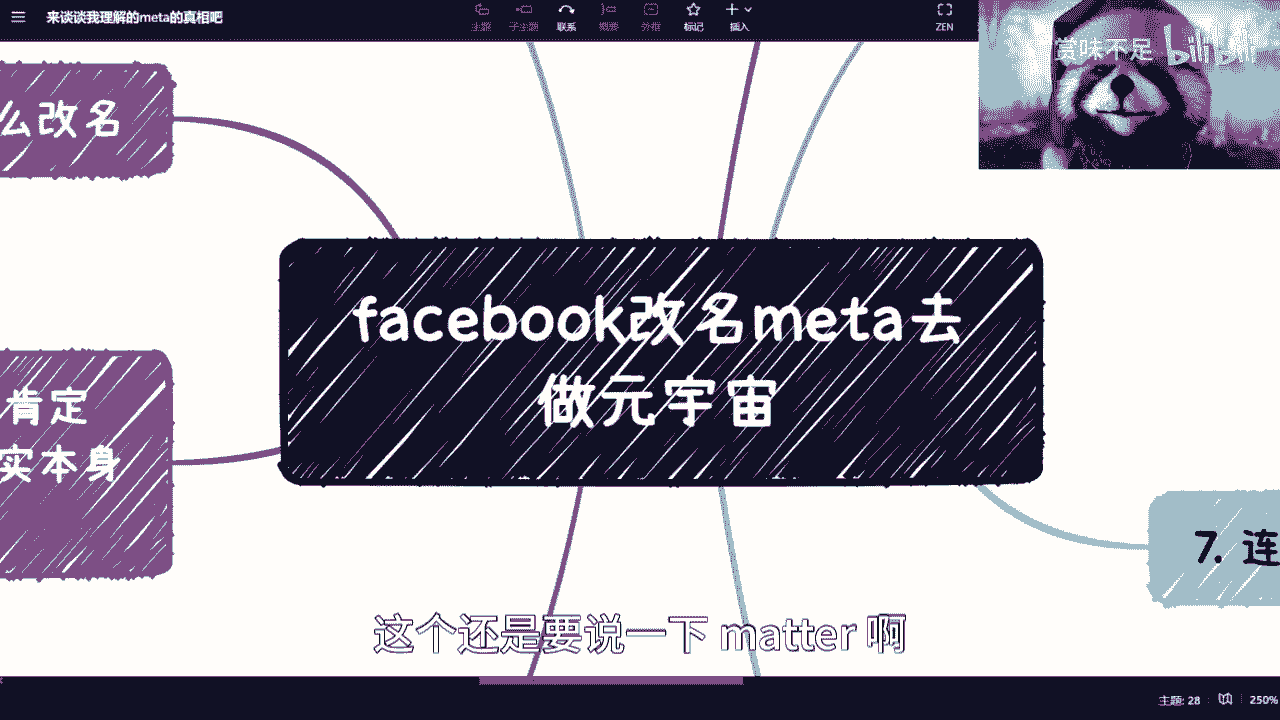 来谈谈我理解的meta的真相吧
主题
子主题
联系
概要
外框
标记
插入
ZEN
赏味不足 bilibili
么改名
facebook改名meta去
做元宇宙
肯定
实本身
7. 连
这个还是要说一下 matter 啊
主题: 28
250%